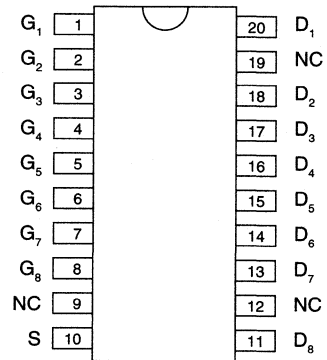 G₁ 1 20 D₁
G₂ 2 19 NC
G₃ 3 18 D₂
G₄ 4 17 D₃
G₅ 5 16 D₄
G₆ 6 15 D₅
G₇ 7 14 D₆
G₈ 8 13 D₇
NC 9 12 NC
S 10 11 D₈